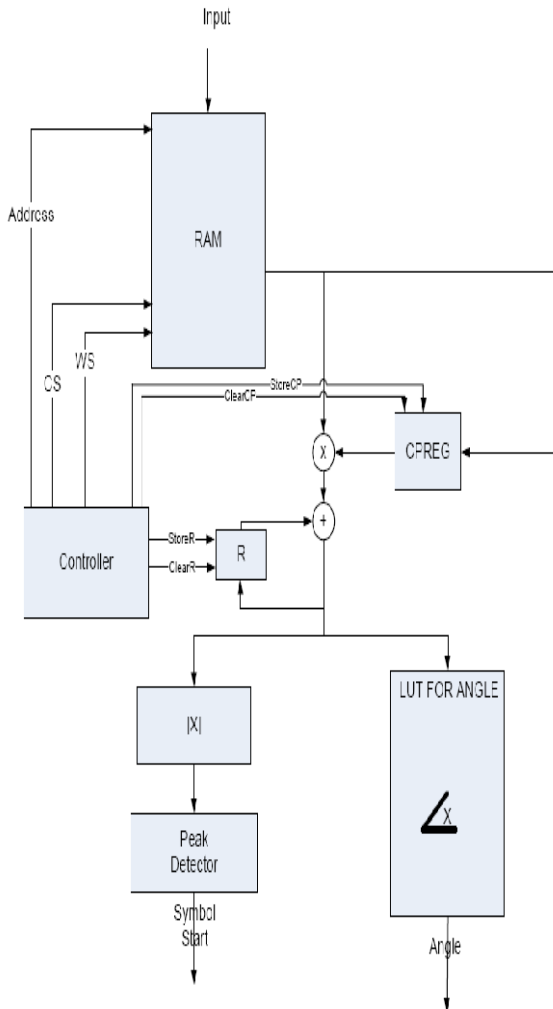 Input
RAM
Address
CS
WS
StoreCP
ClearCP
CPREG
X
+
Controller
StoreR
ClearR
R
|X|
LUT FOR ANGLE
X
Peak
Detector
Symbol
Start
Angle